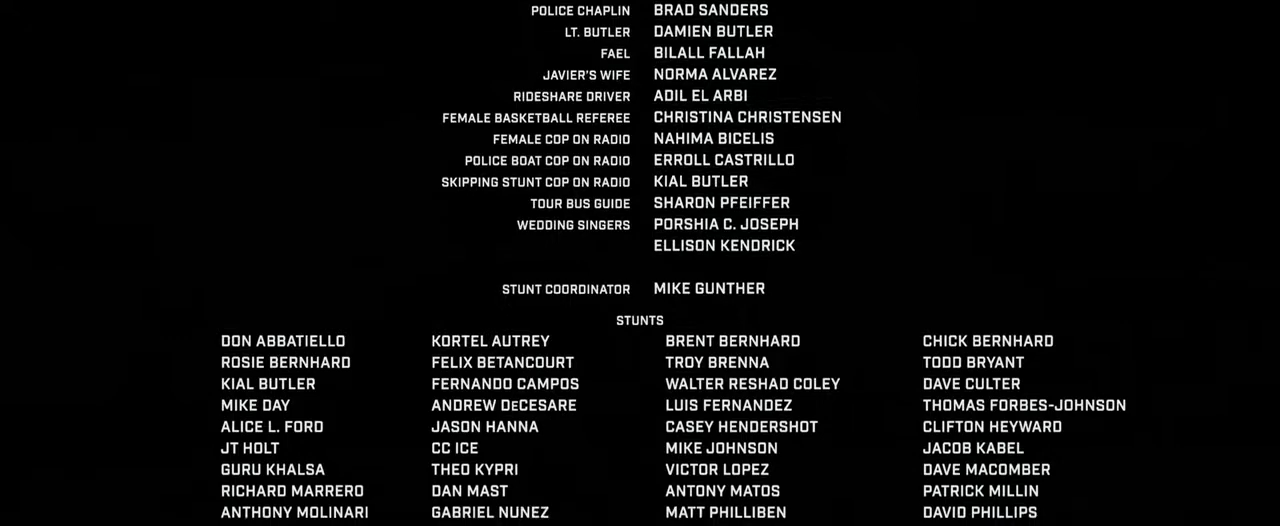 POLICE CHAPLIN BRAD SANDERS
LT. BUTLER DAMIEN BUTLER
FAEL BILALL FALLAH
JAVIER'S WIFE NORMA ALVAREZ
RIDESHARE DRIVER ADIL EL ARBI
FEMALE BASKETBALL REFEREE CHRISTINA CHRISTENSEN
FEMALE COP ON RADIO NAHIMA BICELIS
POLICE BOAT COP ON RADIO ERROLL CASTRILLO
SKIPPING STUNT COP ON RADIO KIAL BUTLER
TOUR BUS GUIDE SHARON PFEIFFER
WEDDING SINGERS PORSHIA C. JOSEPH
ELLISON KENDRICK
STUNT COORDINATOR MIKE GUNTHER
STUNTS
DON ABBATIELLO KORTEL AUTREY BRENT BERNHARD CHICK BERNHARD
ROSIE BERNHARD FELIX BETANCOURT TROY BRENNA TODD BRYANT
KIAL BUTLER FERNANDO CAMPOS WALTER RESHAD COLEY DAVE CULTER
MIKE DAY ANDREW DeCESARE LUIS FERNANDEZ THOMAS FORBES-JOHNSON
ALICE L. FORD JASON HANNA CASEY HENDERSHOT CLIFTON HEYWARD
JT HOLT CC ICE MIKE JOHNSON JACOB KABEL
GURU KHALSA THEO KYPRI VICTOR LOPEZ DAVE MACOMBER
RICHARD MARRERO DAN MAST ANTONY MATOS PATRICK MILLIN
ANTHONY MOLINARI GABRIEL NUNEZ MATT PHILLIBEN DAVID PHILLIPS